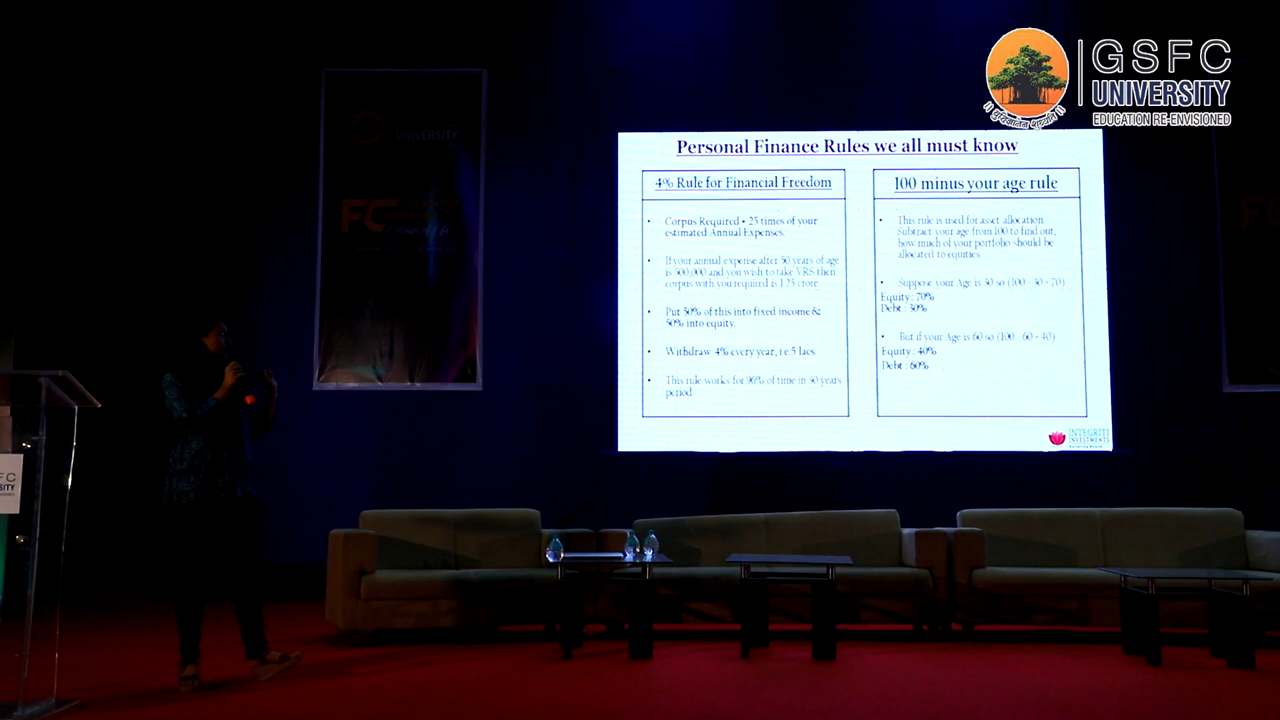 GSFC
UNIVERSITY
EDUCATION RE-ENVISIONED
UNIVERSITY
FC
Personal Finance Rules we all must know
4% Rule for Financial Freedom
• Corpus Required = 25 times of your
estimated Annual Expenses.
• If your annual expense after 50 years of age
is 500,000 and you wish to take VRS then
corpus with you required is 1.25 crore
• Put 50% of this into fixed income &
50% into equity.
• Withdraw 4% every year, i.e.5 lacs.
• This rule works for 96% of time in 30 years
period.
100 minus your age rule
• This rule is used for asset allocation.
Subtract your age from 100 to find out,
how much of your portfolio should be
allocated to equities
• Suppose your Age is 30 so (100 - 30 = 70)
Equity : 70%
Debt : 30%
• But if your Age is 60 so (100 - 60 = 40)
Equity : 40%
Debt : 60%
INTEGRITI
INVESTMENTS
FC
SITY